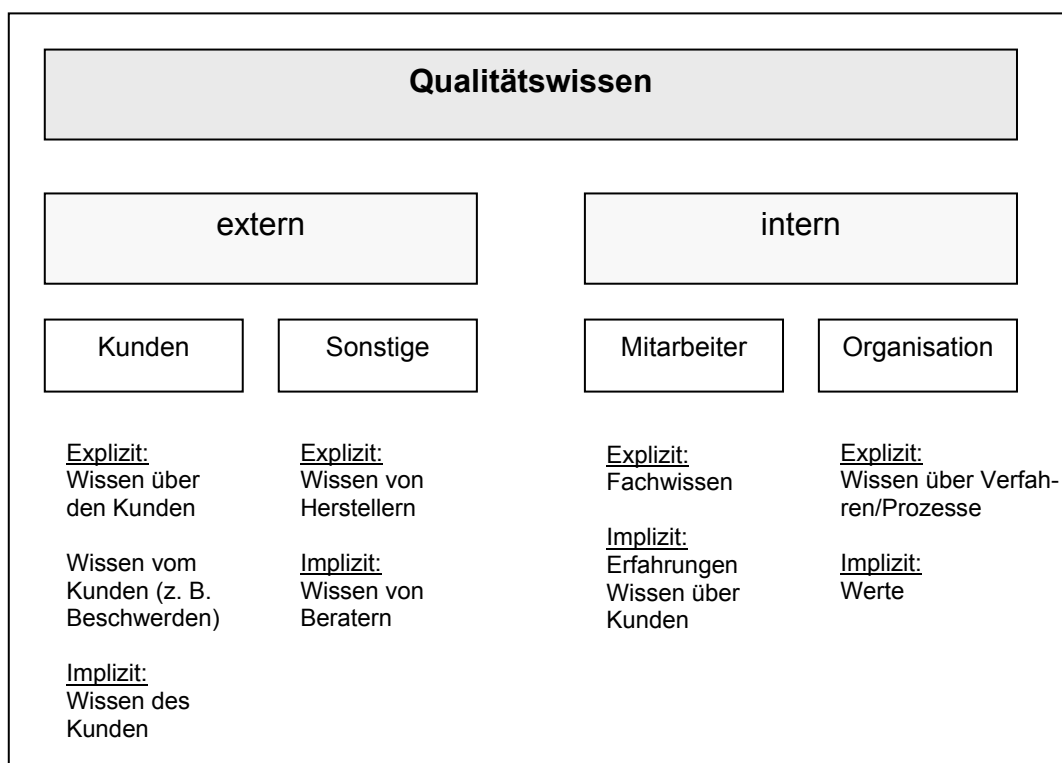 Qualitätswissen
extern
intern
Kunden
Sonstige
Mitarbeiter
Organisation
Explizit:
Wissen über
den Kunden
Wissen vom
Kunden (z. B.
Beschwerden)
Implizit:
Wissen des
Kunden
Explizit:
Wissen von
Herstellern
Implizit:
Wissen von
Beratern
Explizit:
Fachwissen
Implizit:
Erfahrungen
Wissen über
Kunden
Explizit:
Wissen über Verfah-
ren/Prozesse
Implizit:
Werte